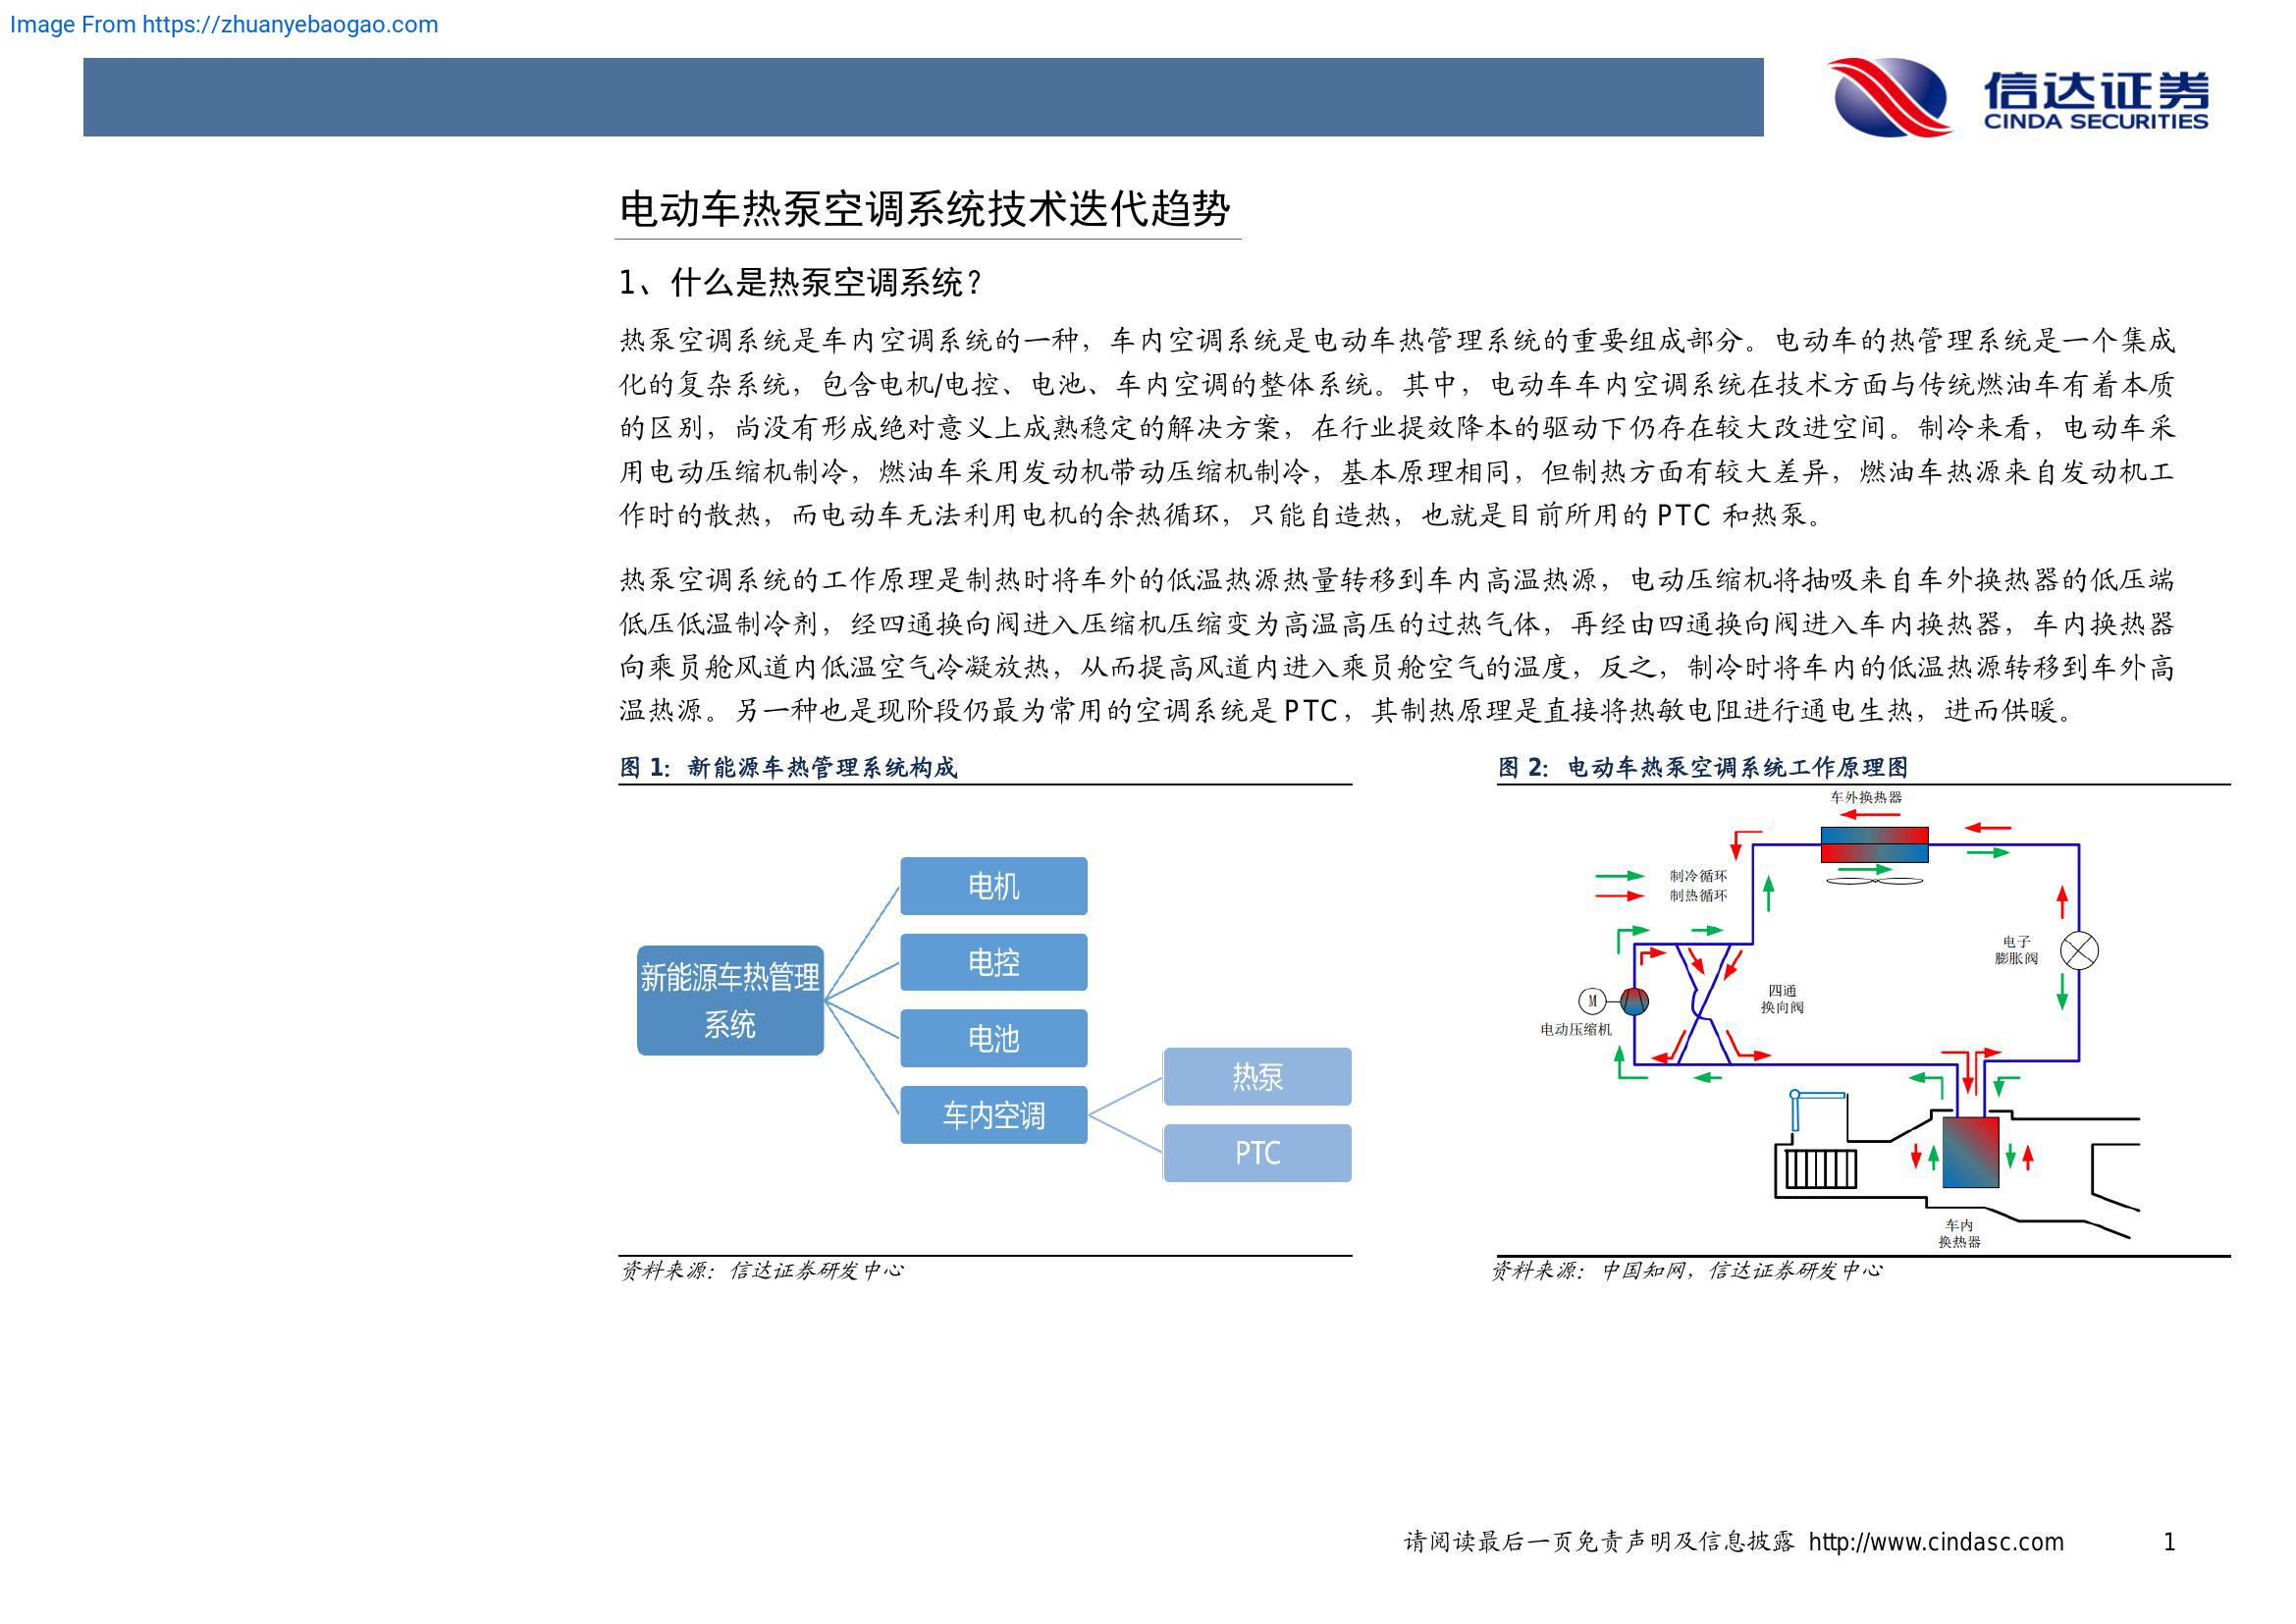 Image From https://zhuanyebaogao.com
信达证券
CINDA SECURITIES
电动车热泵空调系统技术迭代趋势
1、什么是热泵空调系统？
热泵空调系统是车内空调系统的一种，车内空调系统是电动车热管理系统的重要组成部分。电动车的热管理系统是一个集成
化的复杂系统，包含电机/电控、电池、车内空调的整体系统。其中，电动车车内空调系统在技术方面与传统燃油车有着本质
的区别，尚没有形成绝对意义上成熟稳定的解决方案，在行业提效降本的驱动下仍存在较大改进空间。制冷来看，电动车采
用电动压缩机制冷，燃油车采用发动机带动压缩机制冷，基本原理相同，但制热方面有较大差异，燃油车热源来自发动机工
作时的散热，而电动车无法利用电机的余热循环，只能自造热，也就是目前所用的 PTC 和热泵。
热泵空调系统的工作原理是制热时将车外的低温热源热量转移到车内高温热源，电动压缩机将抽吸来自车外换热器的低压端
低压低温制冷剂，经四通换向阀进入压缩机压缩变为高温高压的过热气体，再经由四通换向阀进入车内换热器，车内换热器
向乘员舱风道内低温空气冷凝放热，从而提高风道内进入乘员舱空气的温度，反之，制冷时将车内的低温热源转移到车外高
温热源。另一种也是现阶段仍最为常用的空调系统是 PTC，其制热原理是直接将热敏电阻进行通电生热，进而供暖。
图 1：新能源车热管理系统构成
新能源车热管理
系统
电机
电控
电池
车内空调
热泵
PTC
资料来源：信达证券研发中心
图 2：电动车热泵空调系统工作原理图
车外换热器
制冷循环
制热循环
电子
膨胀阀
四通
换向阀
M
电动压缩机
车内
换热器
资料来源：中国知网，信达证券研发中心
请阅读最后一页免责声明及信息披露 http://www.cindasc.com 1